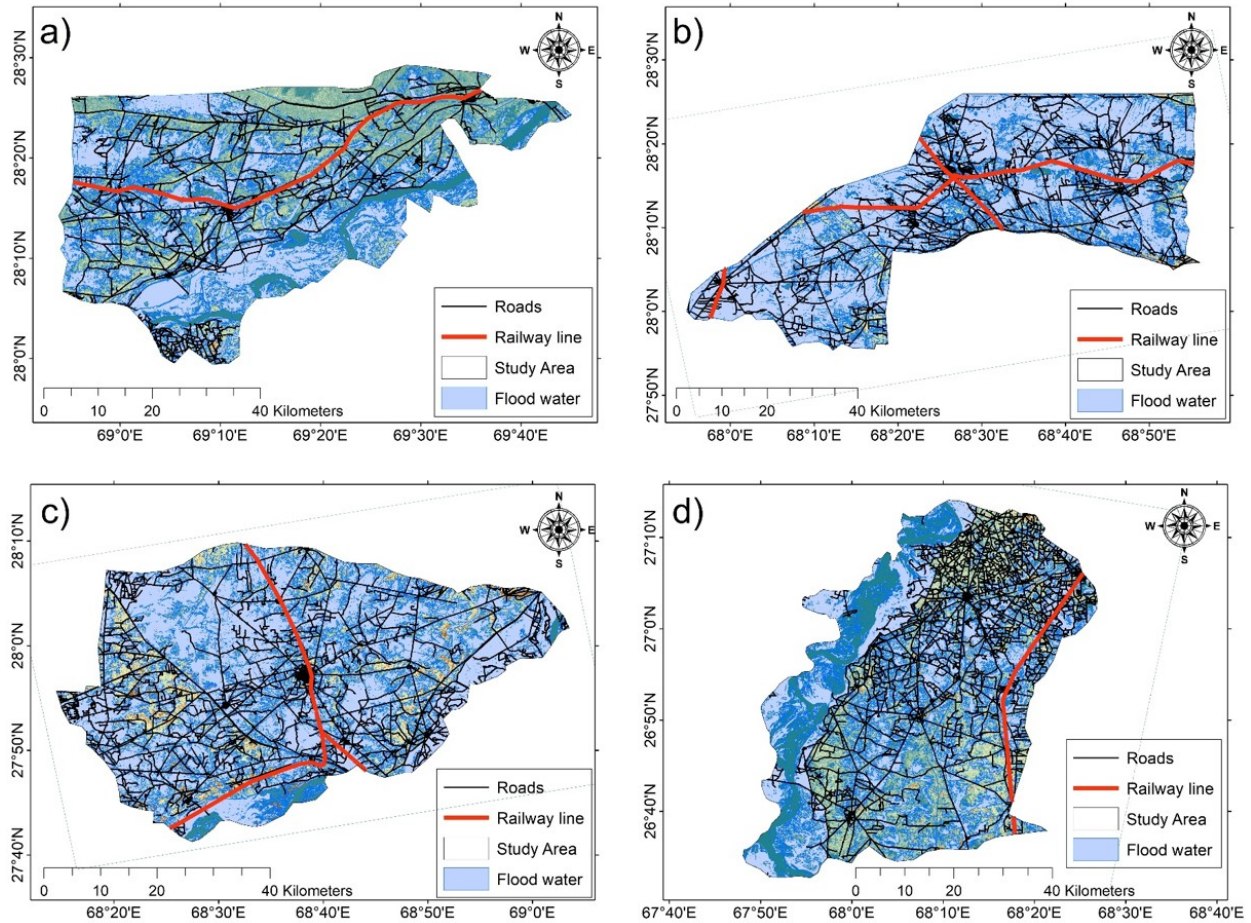 a)
N
W E
S
28°30'N
28°20'N
28°10'N
28°0'N
Roads
Railway line
Study Area
Flood water
0 10 20 40 Kilometers
69°0'E 69°10'E 69°20'E 69°30'E 69°40'E
b)
N
W E
S
28°30'N
28°20'N
28°10'N
28°0'N
27°50'N
Roads
Railway line
Study Area
Flood water
0 10 20 40 Kilometers
68°0'E 68°10'E 68°20'E 68°30'E 68°40'E 68°50'E
c)
N
W E
S
28°10'N
28°0'N
27°50'N
27°40'N
Roads
Railway line
Study Area
Flood water
0 10 20 40 Kilometers
68°20'E 68°30'E 68°40'E 68°50'E 69°0'E
d)
N
W E
S
27°10'N
27°0'N
26°50'N
26°40'N
Roads
Railway line
Study Area
Flood water
0 10 20 40 Kilometers
67°40'E 67°50'E 68°0'E 68°10'E 68°20'E 68°30'E 68°40'E